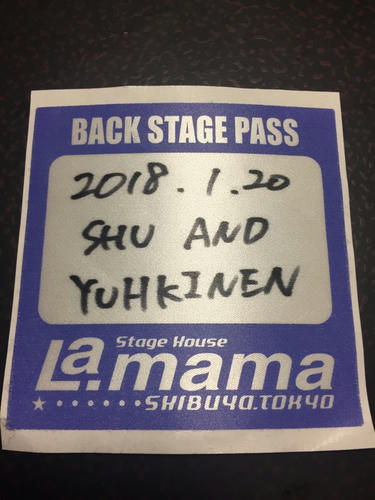 BACK STAGE PASS
2018.1.20
SHU AND
YUHKINEN
Stage House
La.mama
SHIBUYA.TOKYO